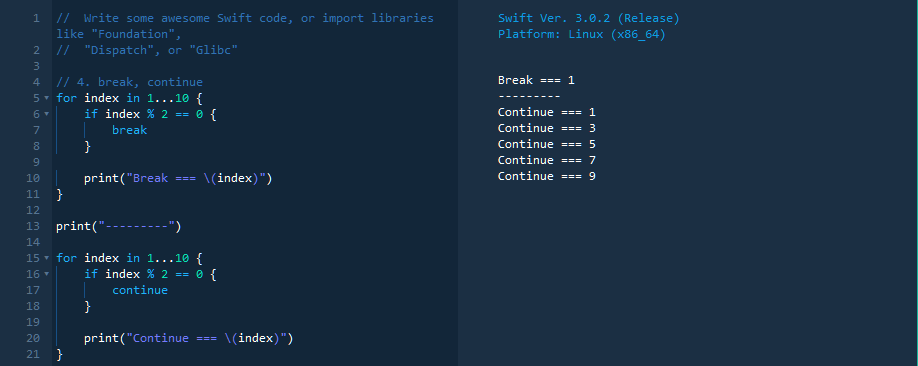 1 //  Write some awesome Swift code, or import libraries
like "Foundation",
2 //  "Dispatch", or "Glibc"
3
4 // 4. break, continue
5 for index in 1...10 {
6     if index % 2 == 0 {
7         break
8     }
9
10     print("Break === \(index)")
11 }
12
13 print("---------")
14
15 for index in 1...10 {
16     if index % 2 == 0 {
17         continue
18     }
19
20     print("Continue === \(index)")
21 }
Swift Ver. 3.0.2 (Release)
Platform: Linux (x86_64)
Break === 1
---------
Continue === 1
Continue === 3
Continue === 5
Continue === 7
Continue === 9